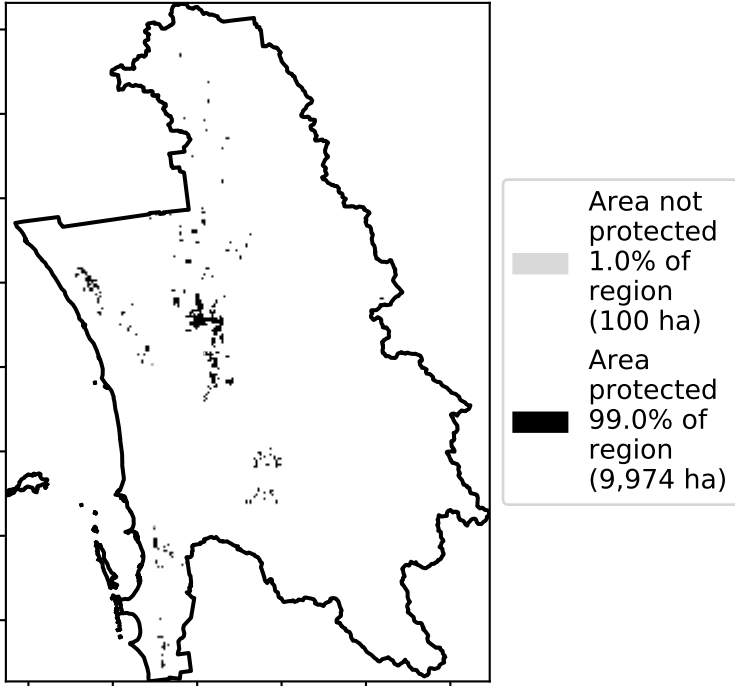 Area not
protected
1.0% of
region
(100 ha)
Area
protected
99.0% of
region
(9,974 ha)